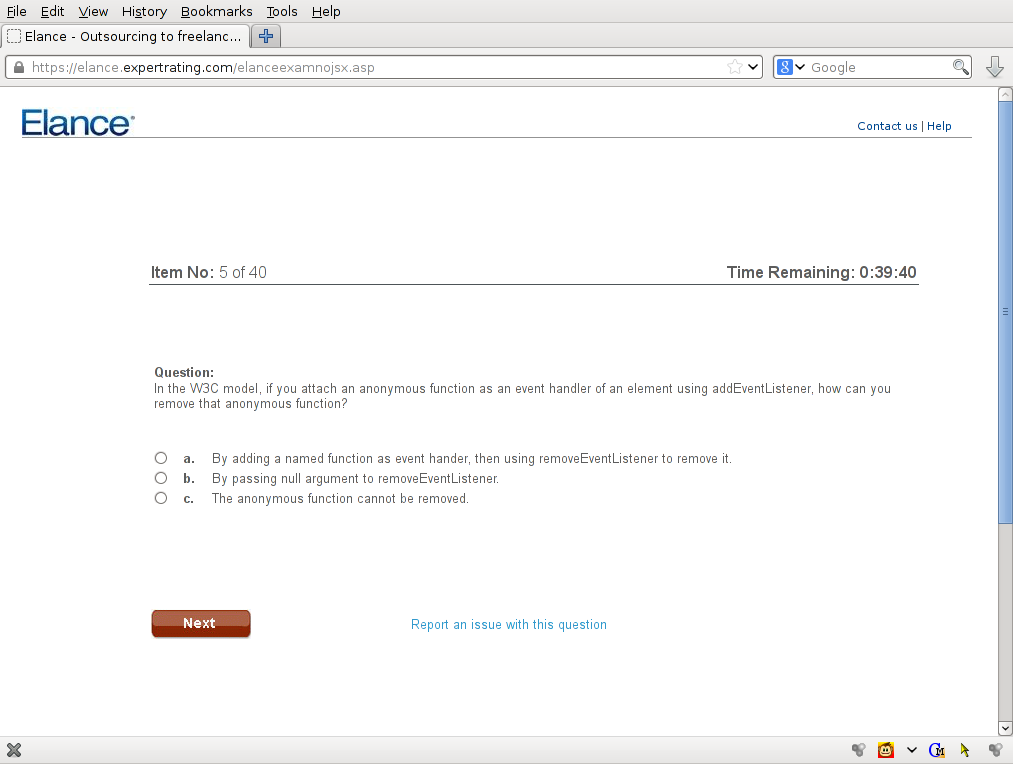 File Edit View History Bookmarks Tools Help
Elance - Outsourcing to freelanc...
https://elance.expertrating.com/elanceexamnojsx.asp
Google
Elance
Contact us | Help
Item No: 5 of 40
Time Remaining: 0:39:40
Question:
In the W3C model, if you attach an anonymous function as an event handler of an element using addEventListener, how can you
remove that anonymous function?
a. By adding a named function as event hander, then using removeEventListener to remove it.
b. By passing null argument to removeEventListener.
c. The anonymous function cannot be removed.
Next
Report an issue with this question